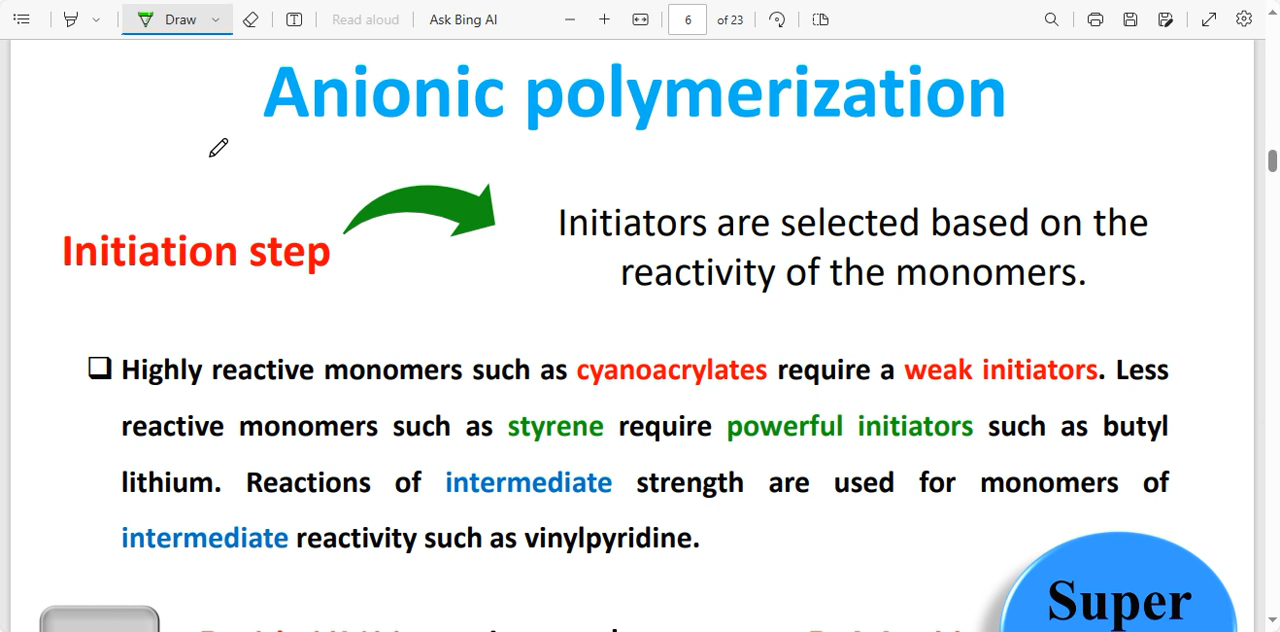 Draw
Read aloud
Ask Bing AI
6
of 23
Anionic polymerization
Initiation step
Initiators are selected based on the
reactivity of the monomers.
Highly reactive monomers such as cyanoacrylates require a weak initiators. Less
reactive monomers such as styrene require powerful initiators such as butyl
lithium. Reactions of intermediate strength are used for monomers of
intermediate reactivity such as vinylpyridine.
Super